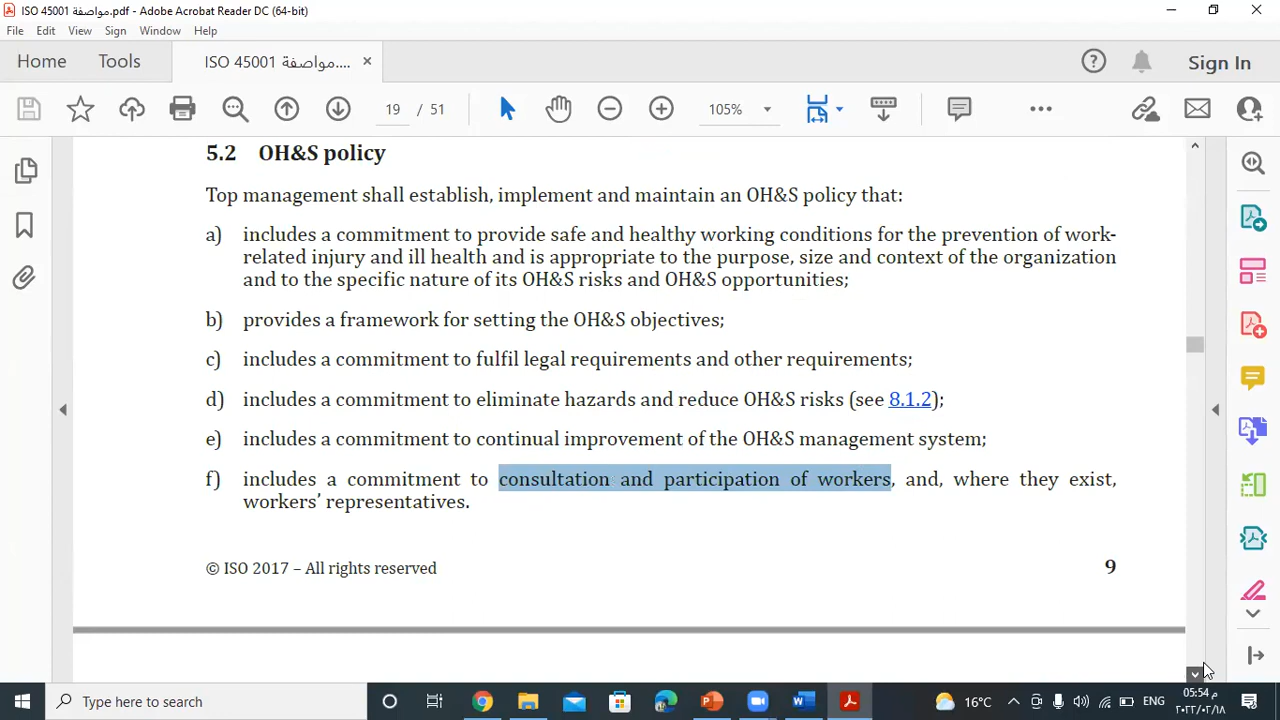 ISO 45001 مواصفة.pdf - Adobe Acrobat Reader DC (64-bit)
File Edit View Sign Window Help
Home Tools ISO 45001 مواصفة.... × Sign In
19 / 51 105%
5.2 OH&S policy
Top management shall establish, implement and maintain an OH&S policy that:
a) includes a commitment to provide safe and healthy working conditions for the prevention of work-
related injury and ill health and is appropriate to the purpose, size and context of the organization
and to the specific nature of its OH&S risks and OH&S opportunities;
b) provides a framework for setting the OH&S objectives;
c) includes a commitment to fulfil legal requirements and other requirements;
d) includes a commitment to eliminate hazards and reduce OH&S risks (see 8.1.2);
e) includes a commitment to continual improvement of the OH&S management system;
f) includes a commitment to consultation and participation of workers, and, where they exist,
workers’ representatives.
© ISO 2017 – All rights reserved 9
Type here to search 16°C ENG 05:54 م
٢٠٢٢/٠٢/١٨